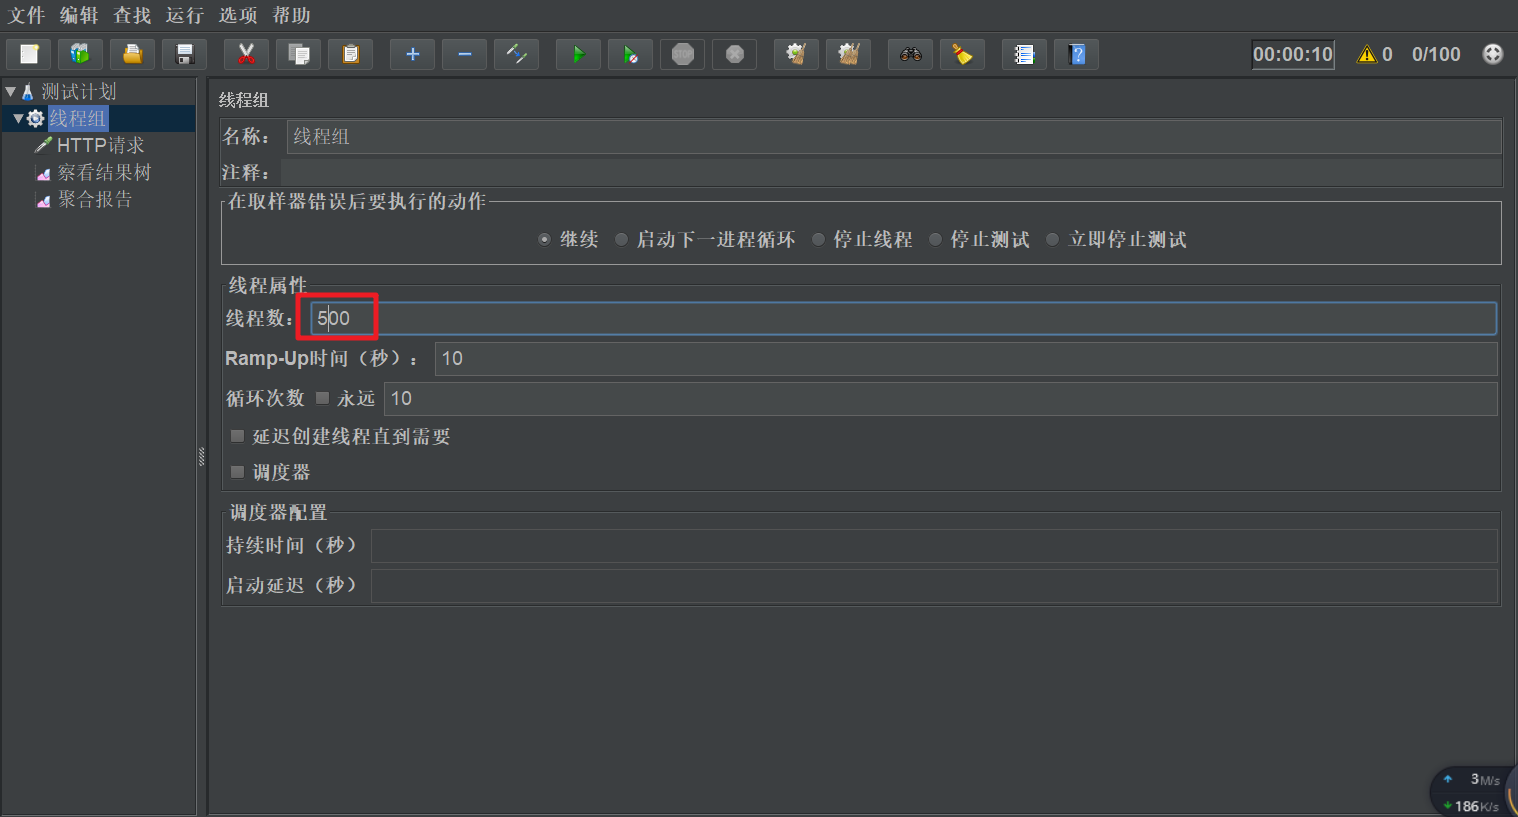 文件 编辑 查找 运行 选项 帮助
STOP 00:00:10 0 0/100
测试计划
线程组
HTTP请求
察看结果树
聚合报告
线程组
名称： 线程组
注释：
在取样器错误后要执行的动作
继续 启动下一进程循环 停止线程 停止测试 立即停止测试
线程属性
线程数： 500
Ramp-Up时间（秒）： 10
循环次数 永远 10
延迟创建线程直到需要
调度器
调度器配置
持续时间（秒）
启动延迟（秒）
3M/s
186K/s